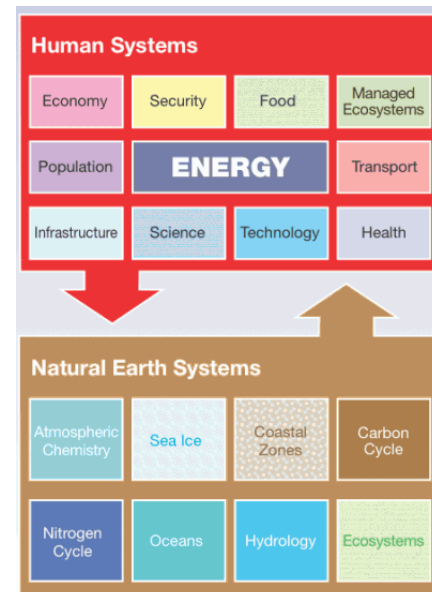 Human Systems
Economy
Security
Food
Managed
Ecosystems
Population
ENERGY
Transport
Infrastructure
Science
Technology
Health
Natural Earth Systems
Atmospheric
Chemistry
Sea Ice
Coastal
Zones
Carbon
Cycle
Nitrogen
Cycle
Oceans
Hydrology
Ecosystems